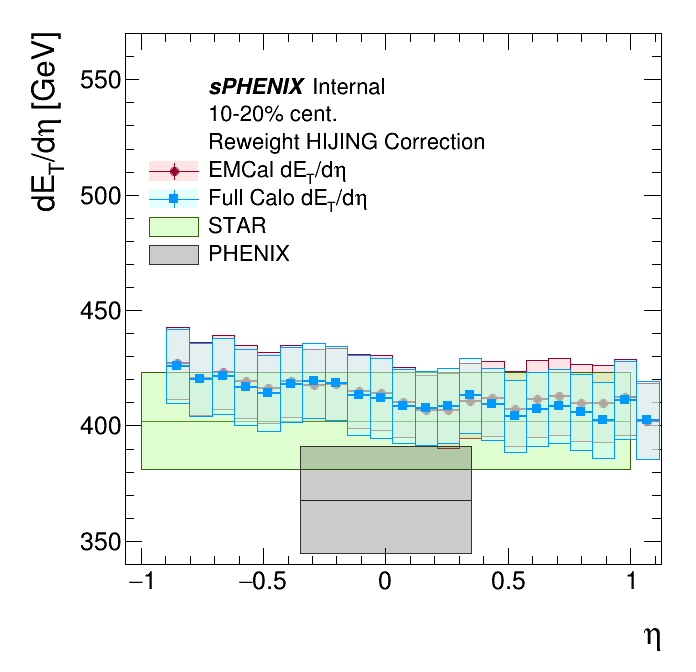 dE_T/dη [GeV]
550
500
450
400
350
sPHENIX Internal
10-20% cent.
Reweight HIJING Correction
EMCal dE_T/dη
Full Calo dE_T/dη
STAR
PHENIX
−1 −0.5 0 0.5 1
η